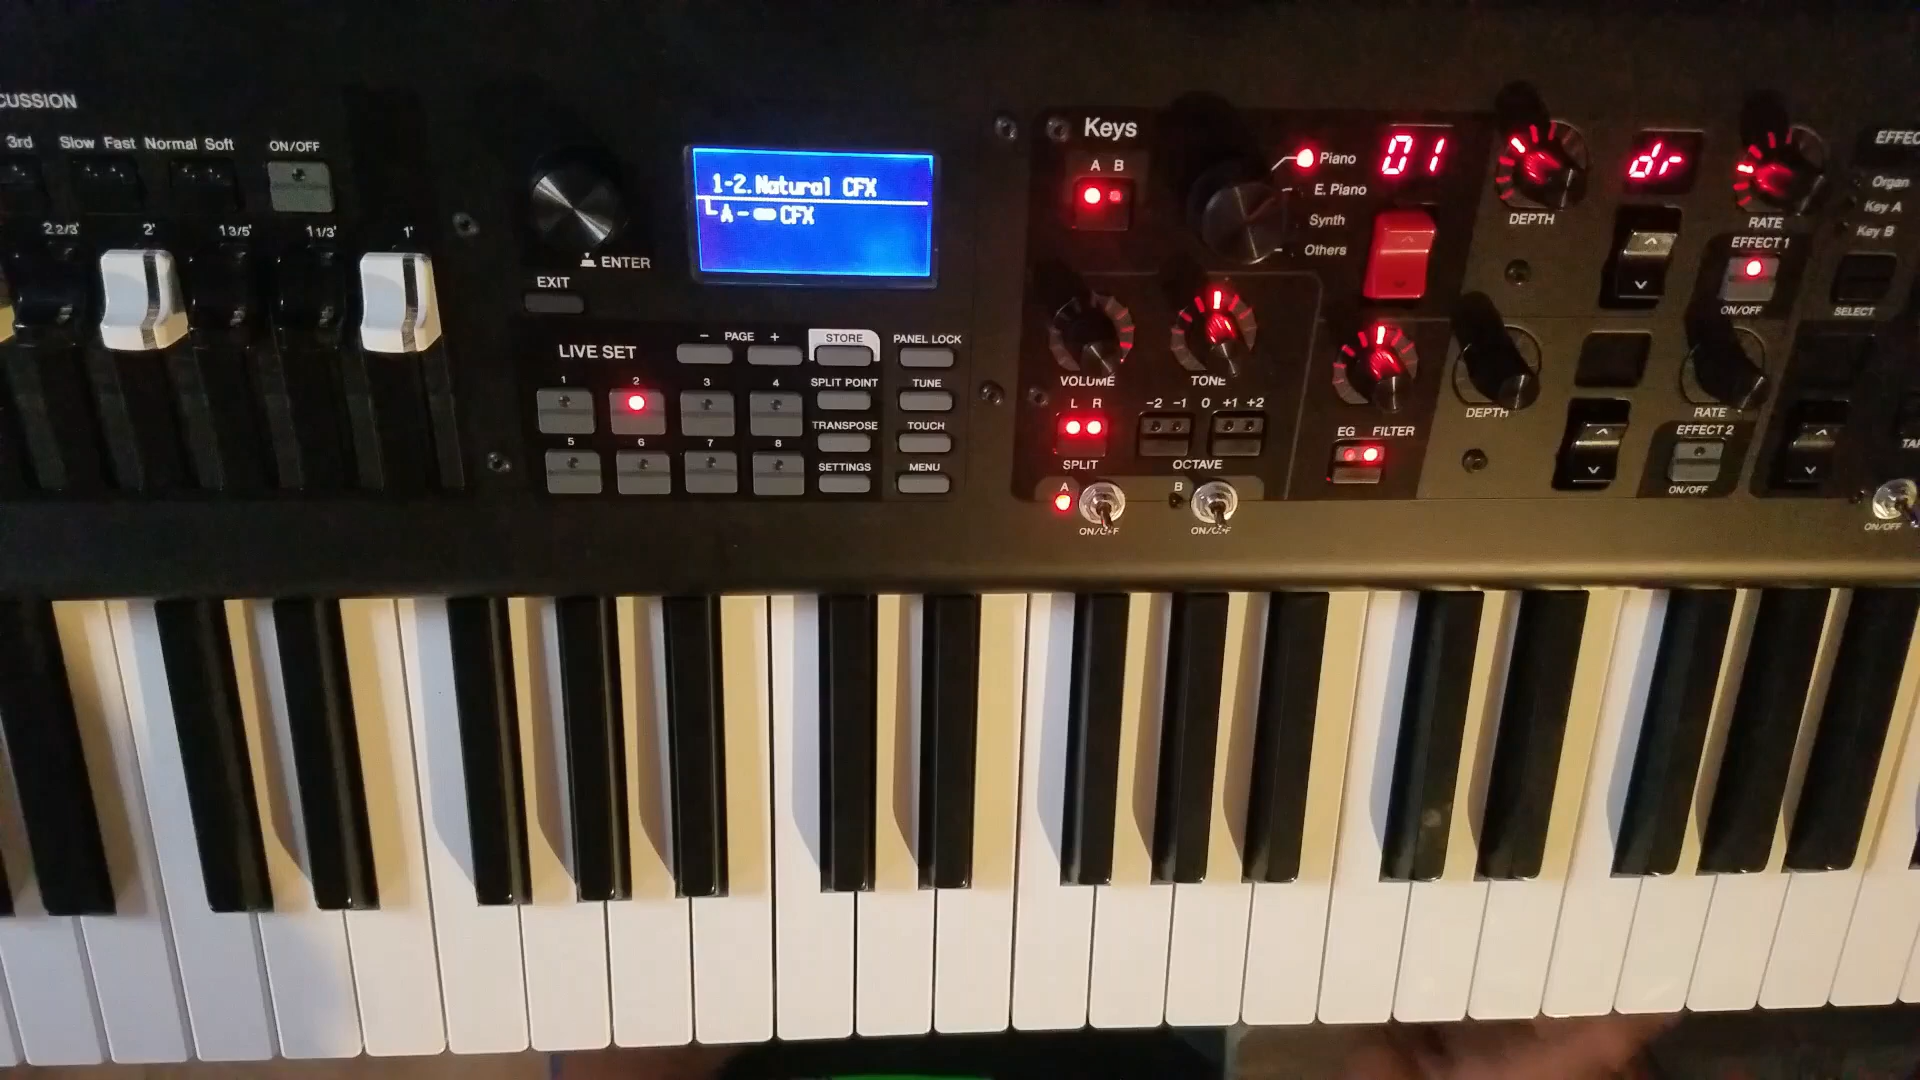 CUSSION
3rd Slow Fast Normal Soft ON/OFF
2 2/3' 2' 1 3/5' 1 1/3' 1'
ENTER
EXIT
1-2.Natural CFX
A- CFX
LIVE SET
- PAGE +
STORE
PANEL LOCK
1 2 3 4
SPLIT POINT
TUNE
TRANSPOSE
TOUCH
5 6 7 8
SETTINGS
MENU
Keys
A B
Piano
E. Piano
Synth
Others
01
VOLUME
TONE
L R
SPLIT
-2 -1 0 +1 +2
OCTAVE
A
ON/OFF
B
ON/OFF
EG FILTER
DEPTH
dr
RATE
EFFECT 1
ON/OFF
DEPTH
RATE
EFFECT 2
ON/OFF
EFFEC
Organ
Key A
Key B
SELECT
TAP
ON/OFF